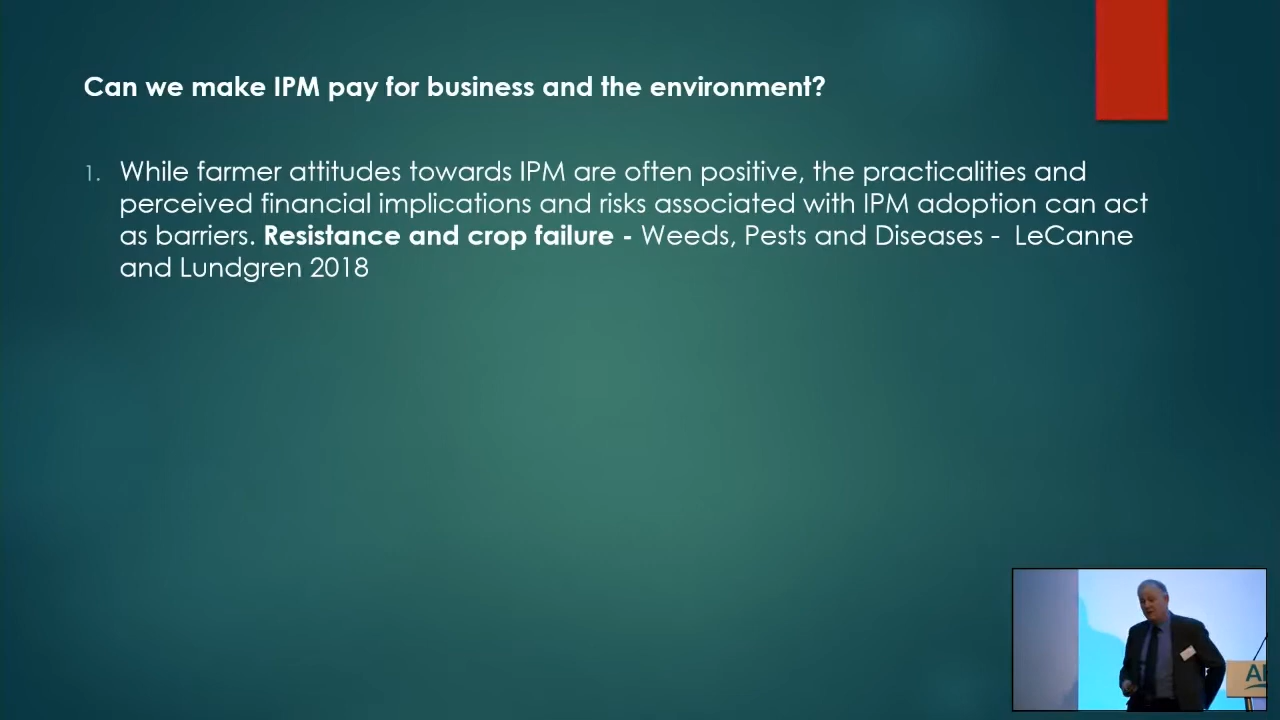 Can we make IPM pay for business and the environment?
1. While farmer attitudes towards IPM are often positive, the practicalities and
perceived financial implications and risks associated with IPM adoption can act
as barriers. Resistance and crop failure - Weeds, Pests and Diseases - LeCanne
and Lundgren 2018